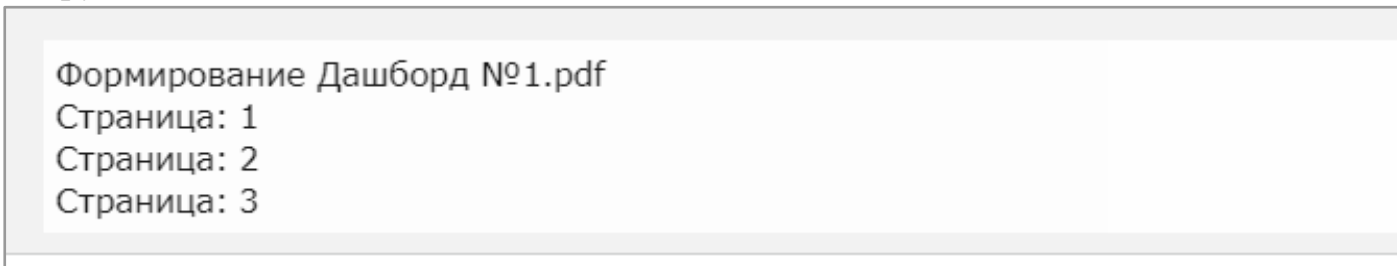 Формирование Дашборд №1.pdf
Страница: 1
Страница: 2
Страница: 3